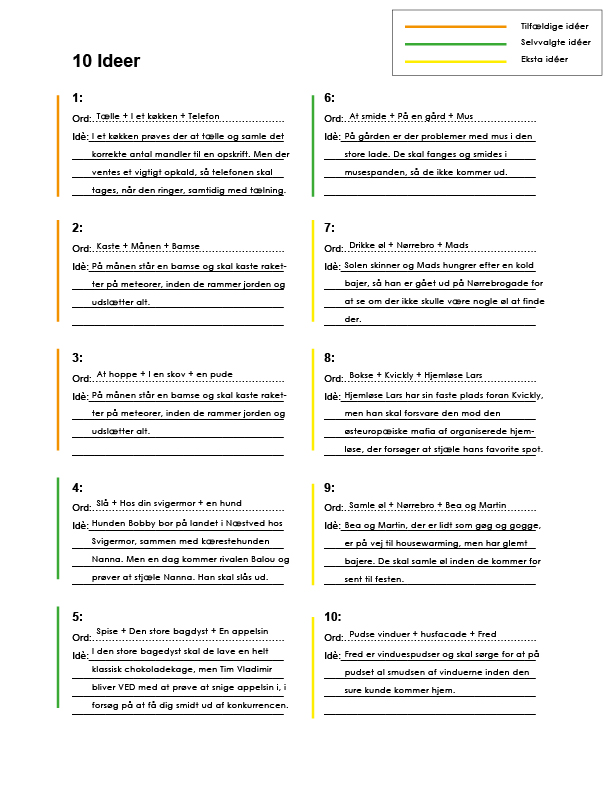 Tilfældige idéer
Selvvalgte idéer
Eksta idéer
10 Ideer
1:
Ord: Tælle + I et køkken + Telefon
Idè: I et køkken prøves der at tælle og samle det
korrekte antal mandler til en opskrift. Men der
ventes et vigtigt opkald, så telefonen skal
tages, når den ringer, samtidig med tælning.
2:
Ord: Kaste + Månen + Bamse
Idè: På månen står en bamse og skal kaste raket-
ter på meteorer, inden de rammer jorden og
udslætter alt.
3:
Ord: At hoppe + I en skov + en pude
Idè: På månen står en bamse og skal kaste raket-
ter på meteorer, inden de rammer jorden og
udslætter alt.
4:
Ord: Slå + Hos din svigermor + en hund
Idè: Hunden Bobby bor på landet i Næstved hos
Svigermor, sammen med kærestehunden
Nanna. Men en dag kommer rivalen Balou og
prøver at stjæle Nanna. Han skal slås ud.
5:
Ord: Spise + Den store bagdyst + En appelsin
Idè: I den store bagedyst skal de lave en helt
klassisk chokoladekage, men Tim Vladimir
bliver VED med at prøve at snige appelsin i, i
forsøg på at få dig smidt ud af konkurrencen.
6:
Ord: At smide + På en gård + Mus
Idè: På gården er der problemer med mus i den
store lade. De skal fanges og smides i
musespanden, så de ikke kommer ud.
7:
Ord: Drikke øl + Nørrebro + Mads
Idè: Solen skinner og Mads hungrer efter en kold
bajer, så han er gået ud på Nørrebrogade for
at se om der ikke skulle være nogle øl at finde
der.
8:
Ord: Bokse + Kvickly + Hjemløse Lars
Idè: Hjemløse Lars har sin faste plads foran Kvickly,
men han skal forsvare den mod den
østeuropæiske mafia af organiserede hjem-
løse, der forsøger at stjæle hans favorite spot.
9:
Ord: Samle øl + Nørrebro + Bea og Martin
Idè: Bea og Martin, der er lidt som gøg og gogge,
er på vej til housewarming, men har glemt
bajere. De skal samle øl inden de kommer for
sent til festen.
10:
Ord: Pudse vinduer + husfacade + Fred
Idè: Fred er vinduespudser og skal sørge for at på
pudset al smudsen af vinduerne inden den
sure kunde kommer hjem.